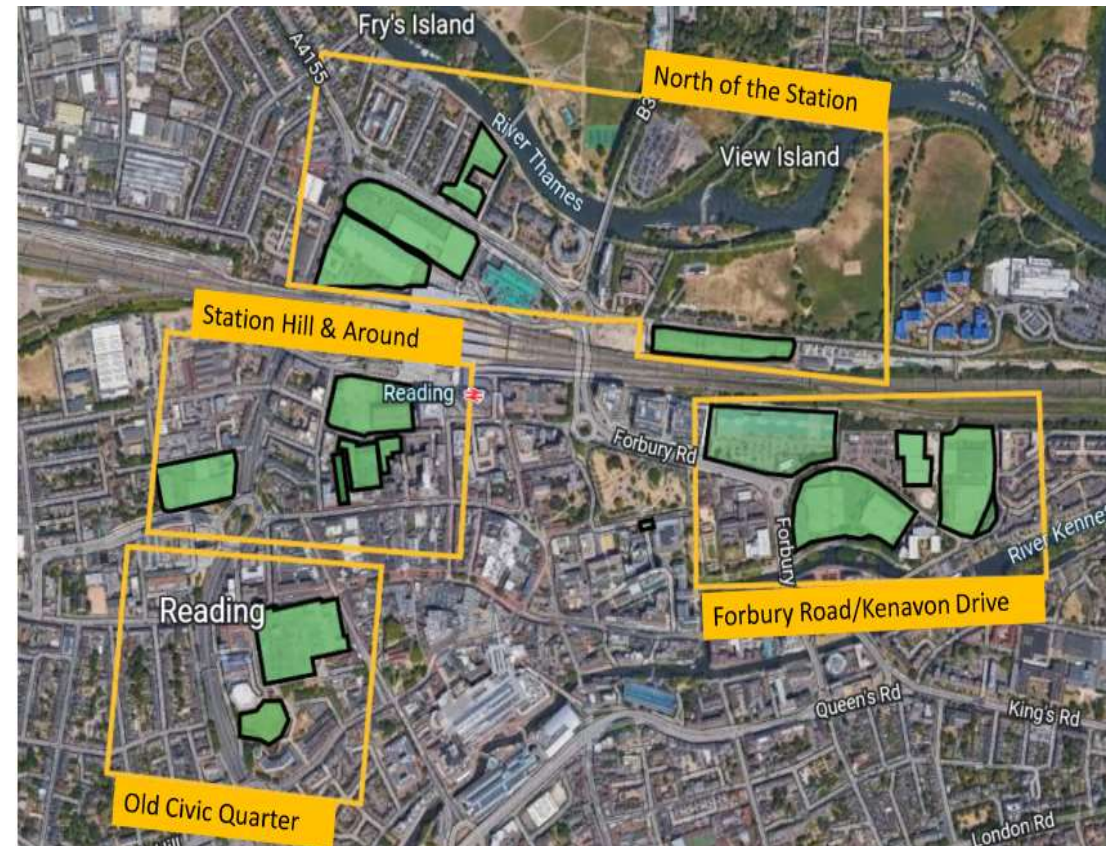 Fry's Island
A4155
North of the Station
B3
River Thames
View Island
Station Hill & Around
Reading
Forbury Rd
Forbury
River Kennet
Reading
Forbury Road/Kenavon Drive
Queen's Rd
King's Rd
Old Civic Quarter
London Rd